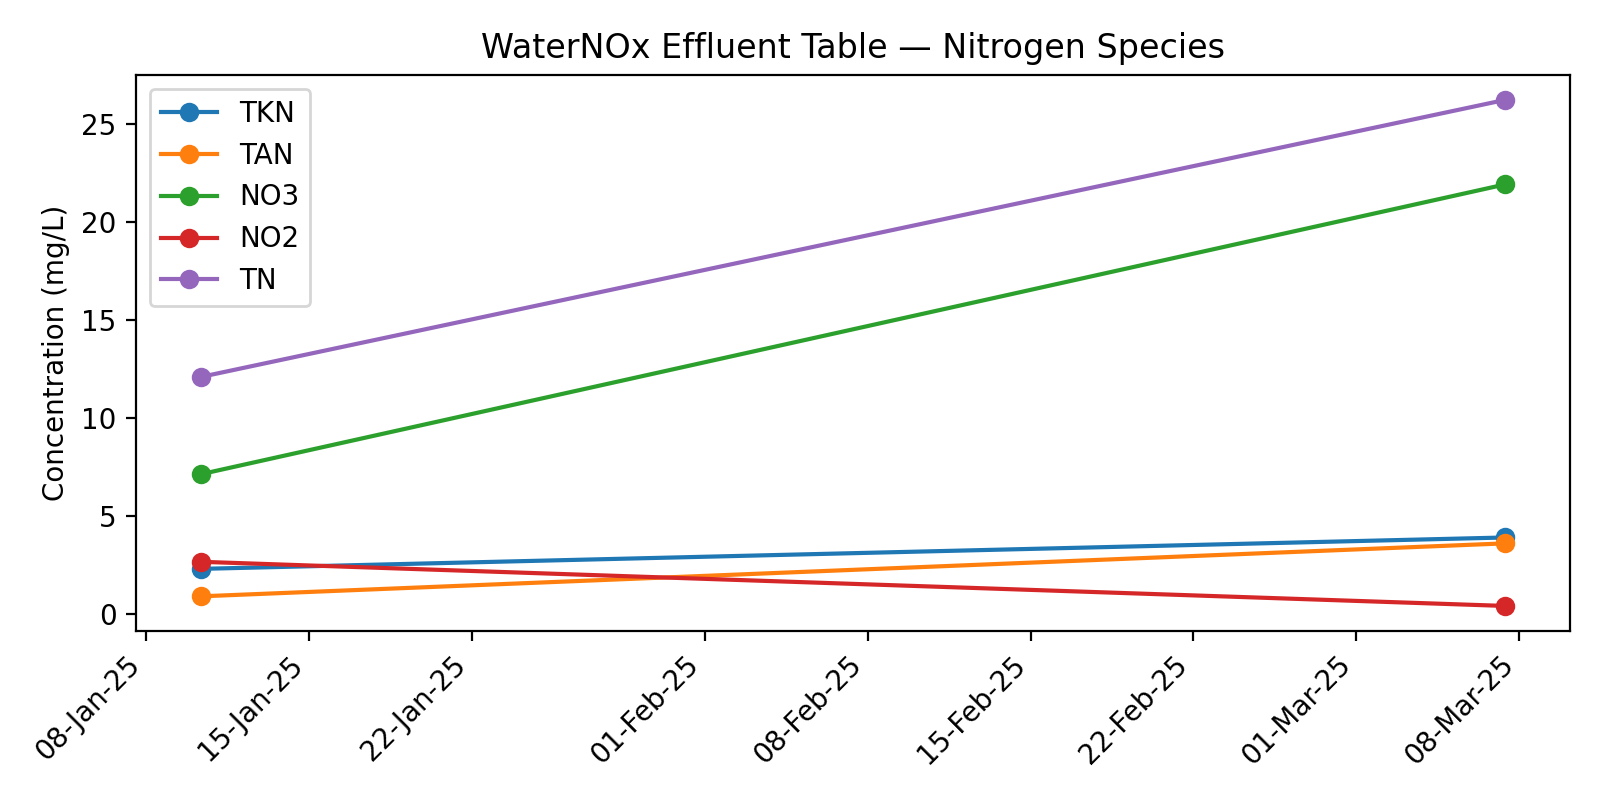 WaterNOx Effluent Table — Nitrogen Species
TKN
TAN
NO3
NO2
TN
Concentration (mg/L)
25
20
15
10
5
0
08-Jan-25
15-Jan-25
22-Jan-25
01-Feb-25
08-Feb-25
15-Feb-25
22-Feb-25
01-Mar-25
08-Mar-25